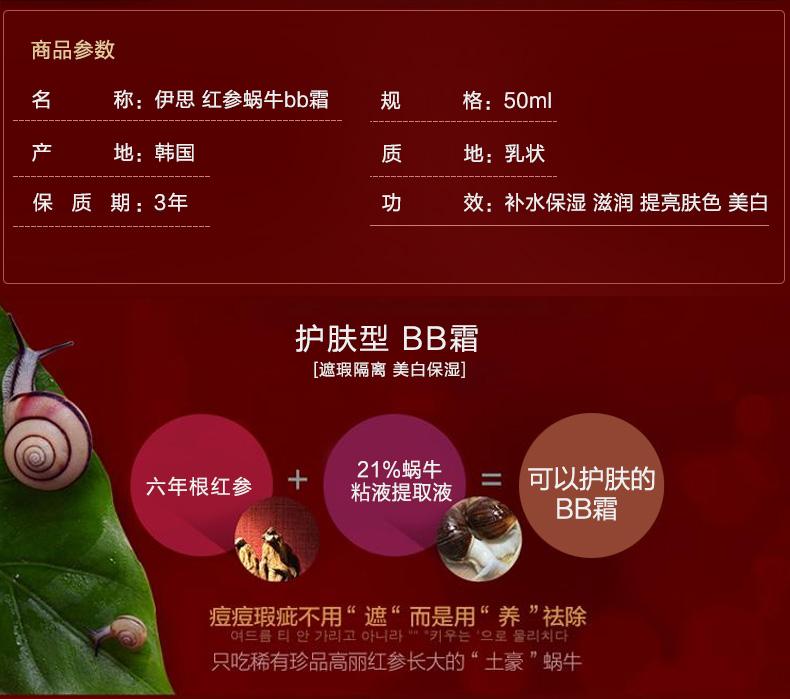 商品参数
名 称：伊思 红参蜗牛bb霜
规 格：50ml
产 地：韩国
质 地：乳状
保 质 期：3年
功 效：补水保湿 滋润 提亮肤色 美白
护肤型 BB霜
[遮瑕隔离 美白保湿]
六年根红参
+
21%蜗牛
粘液提取液
=
可以护肤的
BB霜
痘痘瑕疵不用“ 遮“ 而是用“ 养 ”祛除
여드름 티 안 가리고 아니라 "" "키우는 '으로 물리치다
只吃稀有珍品高丽红参长大的“ 土豪 ” 蜗牛